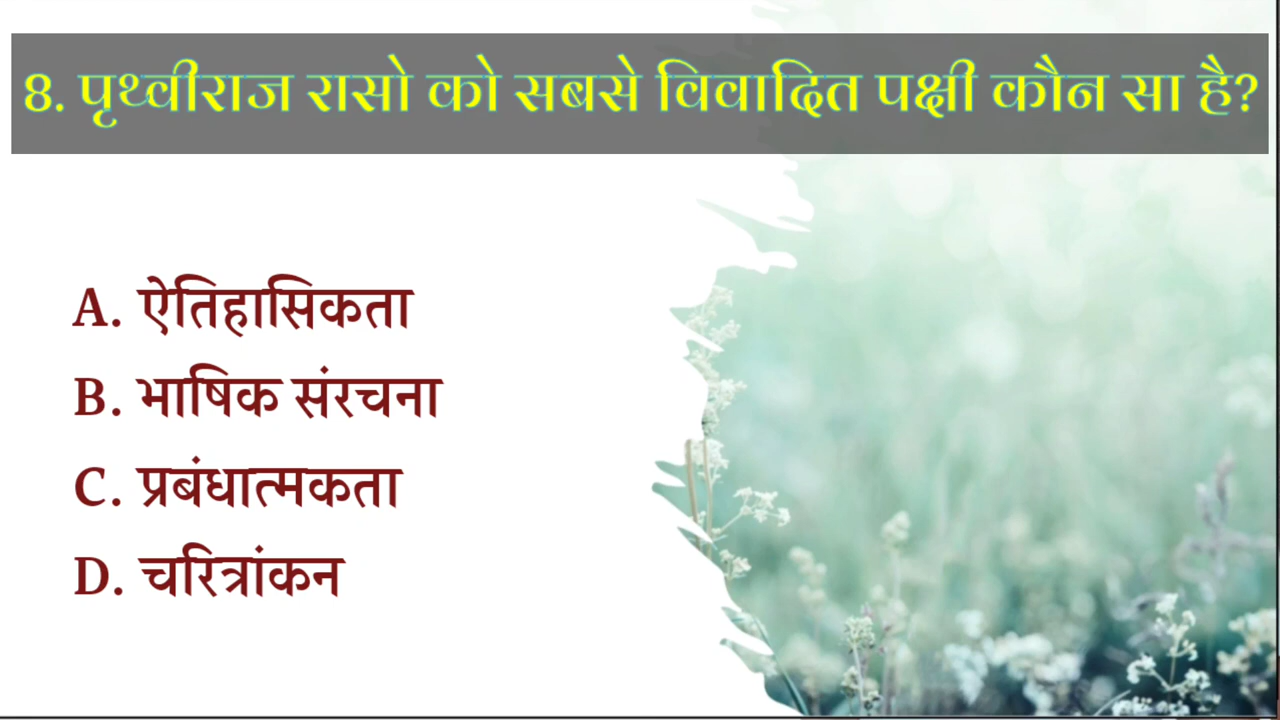 8. पृथ्वीराज रासो को सबसे विवादित पक्षी कौन सा है?
A. ऐतिहासिकता
B. भाषिक संरचना
C. प्रबंधात्मकता
D. चरित्रांकन